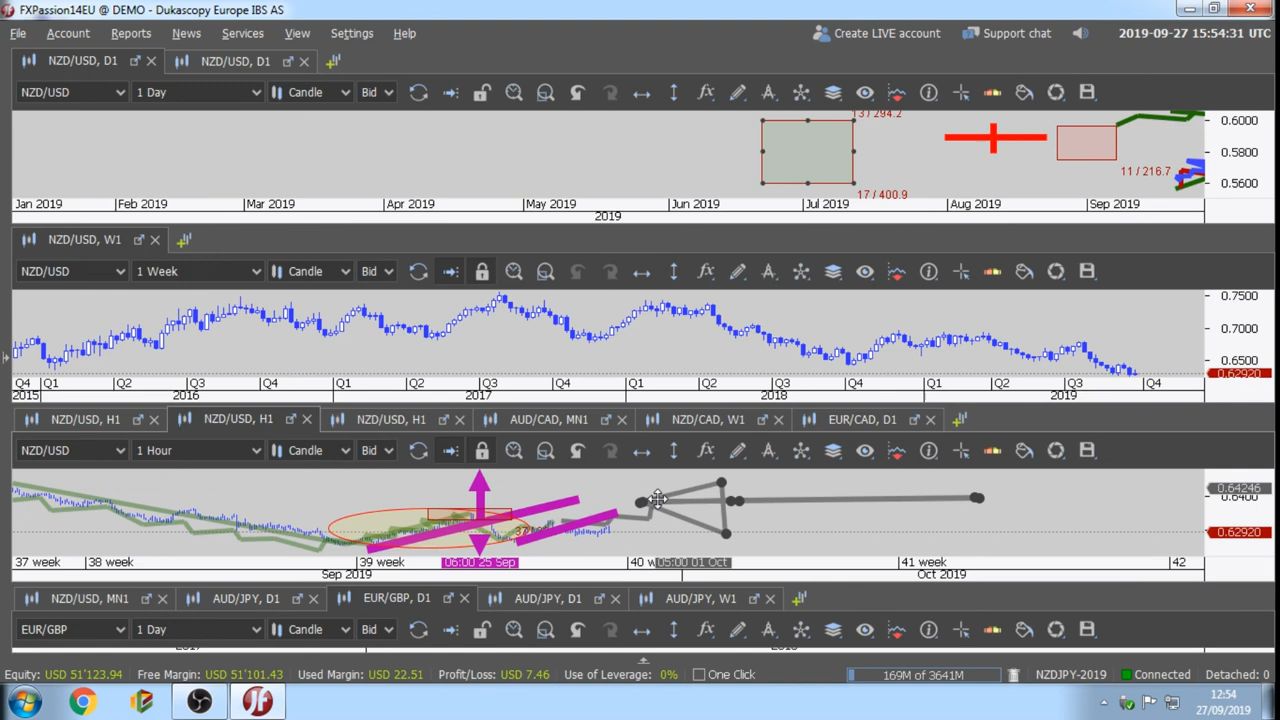 FXPassion14EU @ DEMO - Dukascopy Europe IBS AS
File Account Reports News Services View Settings Help Create LIVE account Support chat 2019-09-27 15:54:31 UTC
NZD/USD, D1 NZD/USD, D1
NZD/USD 1 Day Candle Bid
13 / 294.2
0.6000
0.5800
11 / 216.7
0.5600
17 / 400.9
Jan 2019 Feb 2019 Mar 2019 Apr 2019 May 2019 Jun 2019 Jul 2019 Aug 2019 Sep 2019
2019
NZD/USD, W1
NZD/USD 1 Week Candle Bid
0.7500
0.7000
0.6500
0.62920
Q4 Q1 Q2 Q3 Q4 Q1 Q2 Q3 Q4 Q1 Q2 Q3 Q4 Q1 Q2 Q3 Q4
2015 2016 2017 2018 2019
NZD/USD, H1 NZD/USD, H1 NZD/USD, H1 AUD/CAD, MN1 NZD/CAD, W1 EUR/CAD, D1
NZD/USD 1 Hour Candle Bid
0.64246
0.6400
0.62920
37 week 38 week 39 week 06:00 25 Sep 40 w 05:00 01 Oct 41 week 42
Sep 2019 Oct 2019
NZD/USD, MN1 AUD/JPY, D1 EUR/GBP, D1 AUD/JPY, D1 AUD/JPY, W1
EUR/GBP 1 Day Candle Bid
Equity: USD 51'123.94 Free Margin: USD 51'101.43 Used Margin: USD 22.51 Profit/Loss: USD 7.46 Use of Leverage: 0% One Click 169M of 3641M NZDJPY-2019 Connected Detached: 0
12:54
27/09/2019